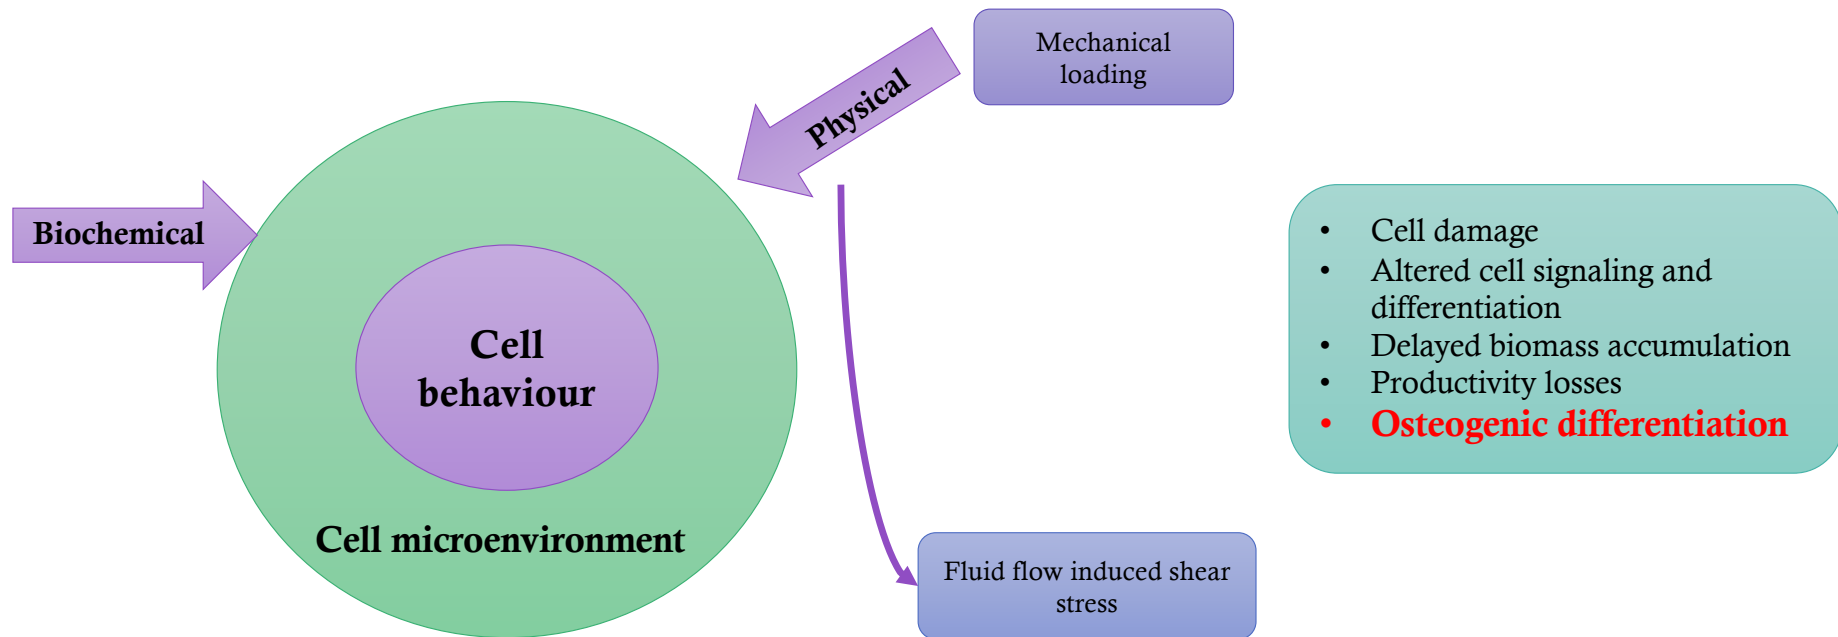 Mechanical
loading
Physical
Biochemical
Cell
behaviour
Cell microenvironment
Fluid flow induced shear
stress
• Cell damage
• Altered cell signaling and
differentiation
• Delayed biomass accumulation
• Productivity losses
• Osteogenic differentiation